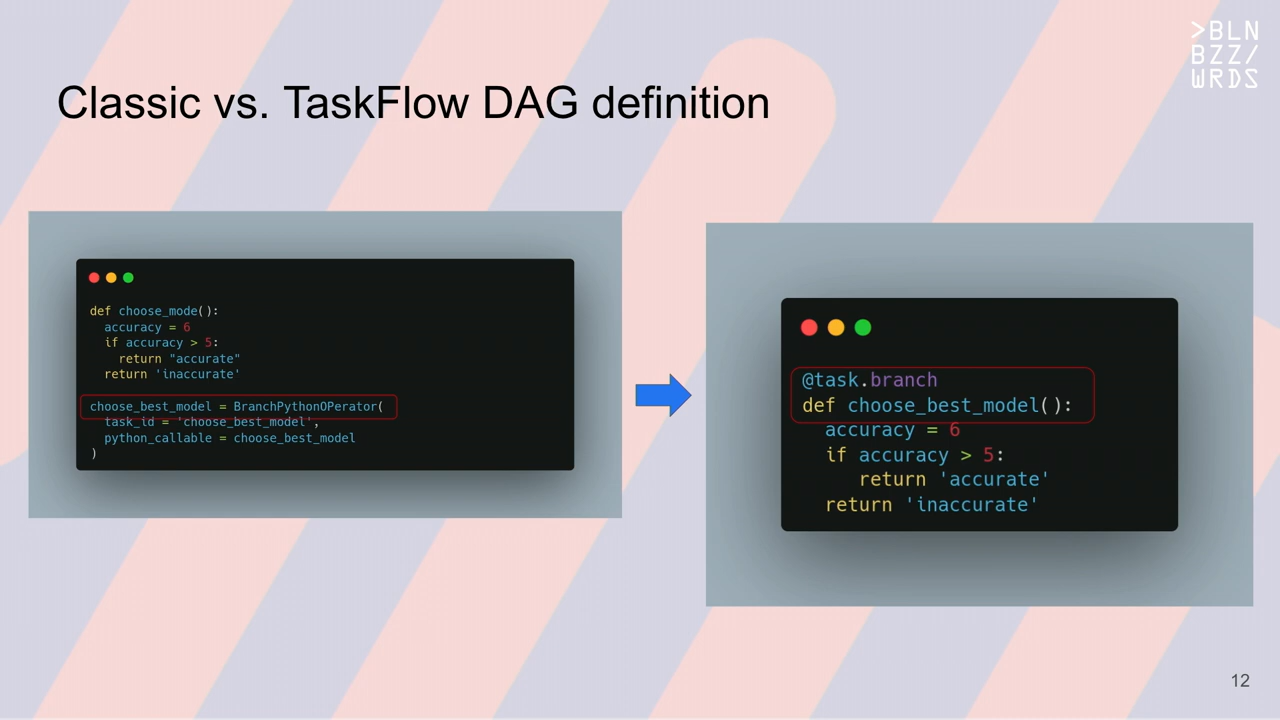 >BLN
BZZ/
WRDS
Classic vs. TaskFlow DAG definition
def choose_mode():
  accuracy = 6
  if accuracy > 5:
    return "accurate"
  return 'inaccurate'
choose_best_model = BranchPythonOPerator(
  task_id = 'choose_best_model',
  python_callable = choose_best_model
)
@task.branch
def choose_best_model():
  accuracy = 6
  if accuracy > 5:
    return 'accurate'
  return 'inaccurate'
12